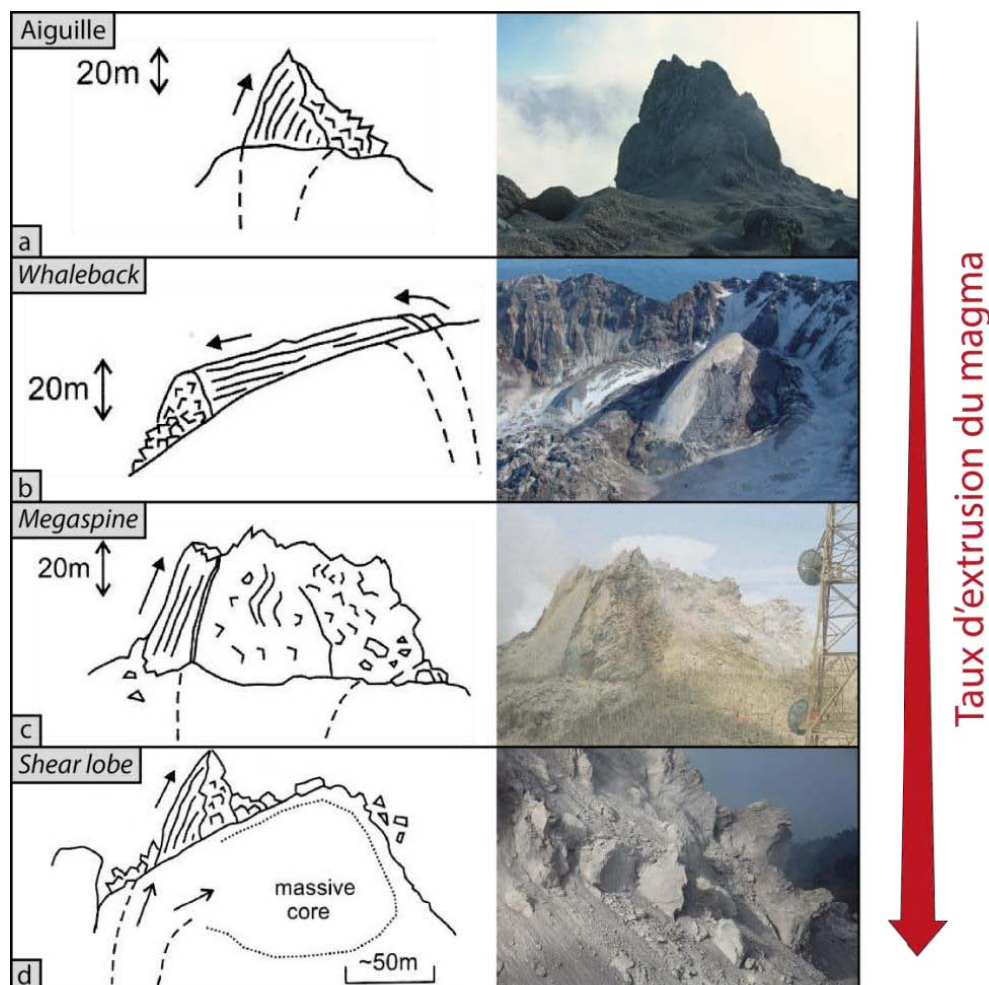 Aiguille
20m
a
Whaleback
20m
b
Megaspine
20m
c
Shear lobe
massive
core
~50m
d
Taux d'extrusion du magma